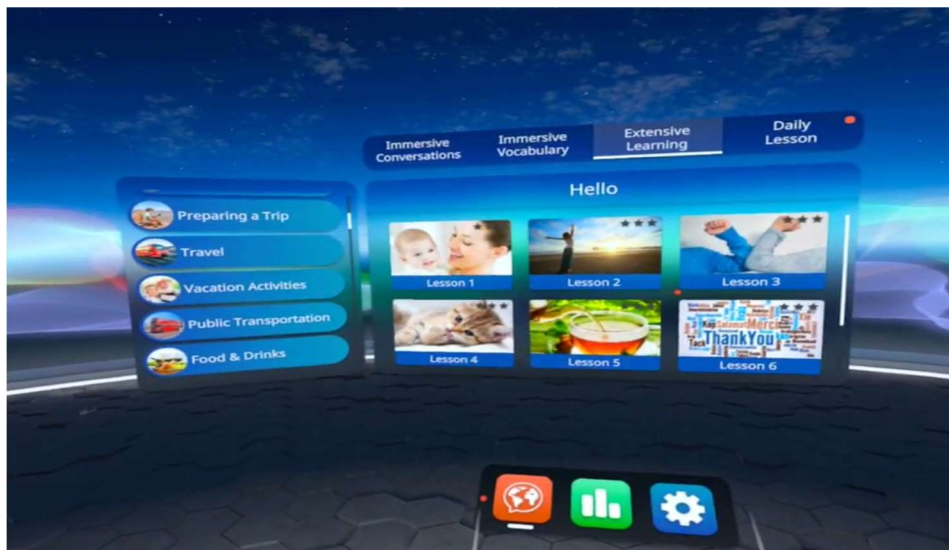 Immersive
Conversations
Immersive
Vocabulary
Extensive
Learning
Daily
Lesson
Preparing a Trip
Travel
Vacation Activities
Public Transportation
Food & Drinks
Hello
Lesson 1
Lesson 2
Lesson 3
Lesson 4
Lesson 5
Lesson 6
Merci
ThankYou